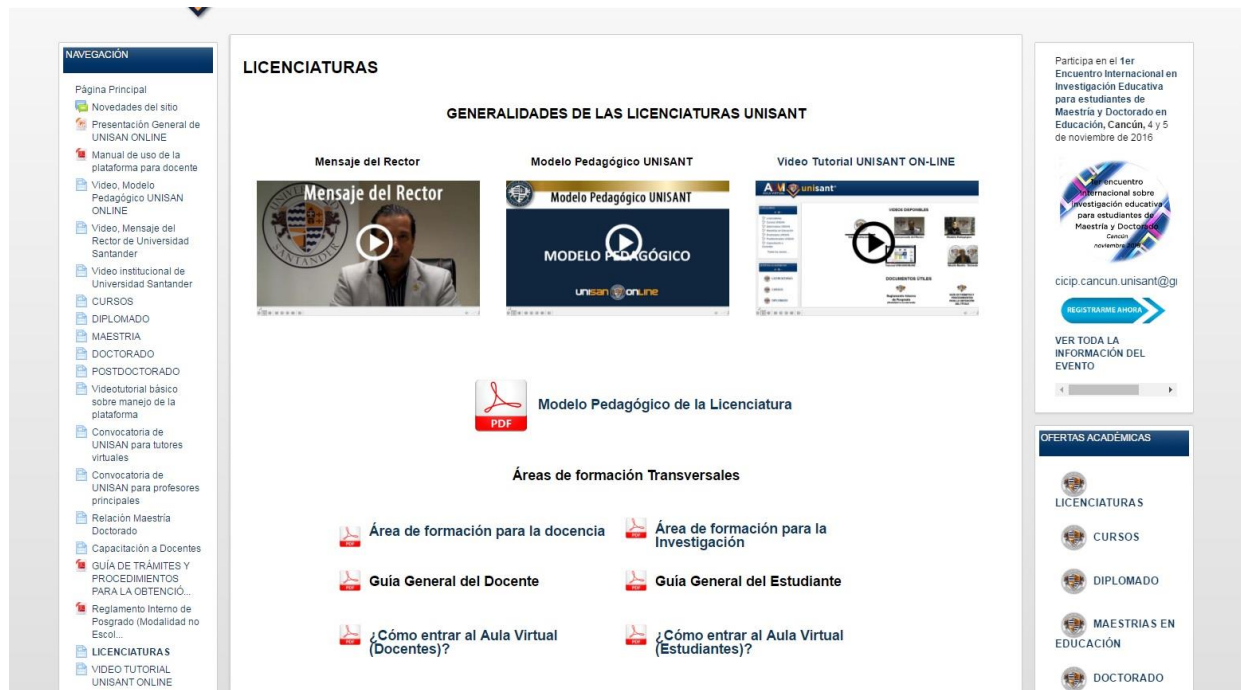 NAVEGACIÓN
Página Principal
Novedades del sitio
Presentación General de
UNISAN ONLINE
Manual de uso de la
plataforma para docente
Video, Modelo
Pedagógico UNISAN
ONLINE
Video, Mensaje del
Rector de Universidad
Santander
Video institucional de
Universidad Santander
CURSOS
DIPLOMADO
MAESTRIA
DOCTORADO
POSTDOCTORADO
Videotutorial básico
sobre manejo de la
plataforma
Convocatoria de
UNISAN para tutores
virtuales
Convocatoria de
UNISAN para profesores
principales
Relación Maestría
Doctorado
Capacitación a Docentes
GUÍA DE TRÁMITES Y
PROCEDIMIENTOS
PARA LA OBTENCIÓ...
Reglamento Interno de
Posgrado (Modalidad no
Escol...
LICENCIATURAS
VIDEO TUTORIAL
UNISANT ONLINE
LICENCIATURAS
GENERALIDADES DE LAS LICENCIATURAS UNISANT
Mensaje del Rector
Modelo Pedagógico UNISANT
Video Tutorial UNISANT ON-LINE
Mensaje del Rector
Modelo Pedagógico UNISANT
MODELO PEDAGÓGICO
unisan online
unisant
VIDEOS DISPONIBLES
DOCUMENTOS ÚTILES
PDF
Modelo Pedagógico de la Licenciatura
Áreas de formación Transversales
Área de formación para la docencia
Área de formación para la
Investigación
Guía General del Docente
Guía General del Estudiante
¿Cómo entrar al Aula Virtual
(Docentes)?
¿Cómo entrar al Aula Virtual
(Estudiantes)?
Participa en el 1er
Encuentro Internacional en
Investigación Educativa
para estudiantes de
Maestría y Doctorado en
Educación, Cancún, 4 y 5
de noviembre de 2016
1er encuentro
internacional sobre
investigación educativa
para estudiantes de
Maestría y Doctorado
Cancún
noviembre 2016
cicip.cancun.unisant@g
REGISTRARME AHORA
VER TODA LA
INFORMACIÓN DEL
EVENTO
OFERTAS ACADÉMICAS
LICENCIATURAS
CURSOS
DIPLOMADO
MAESTRIAS EN
EDUCACIÓN
DOCTORADO